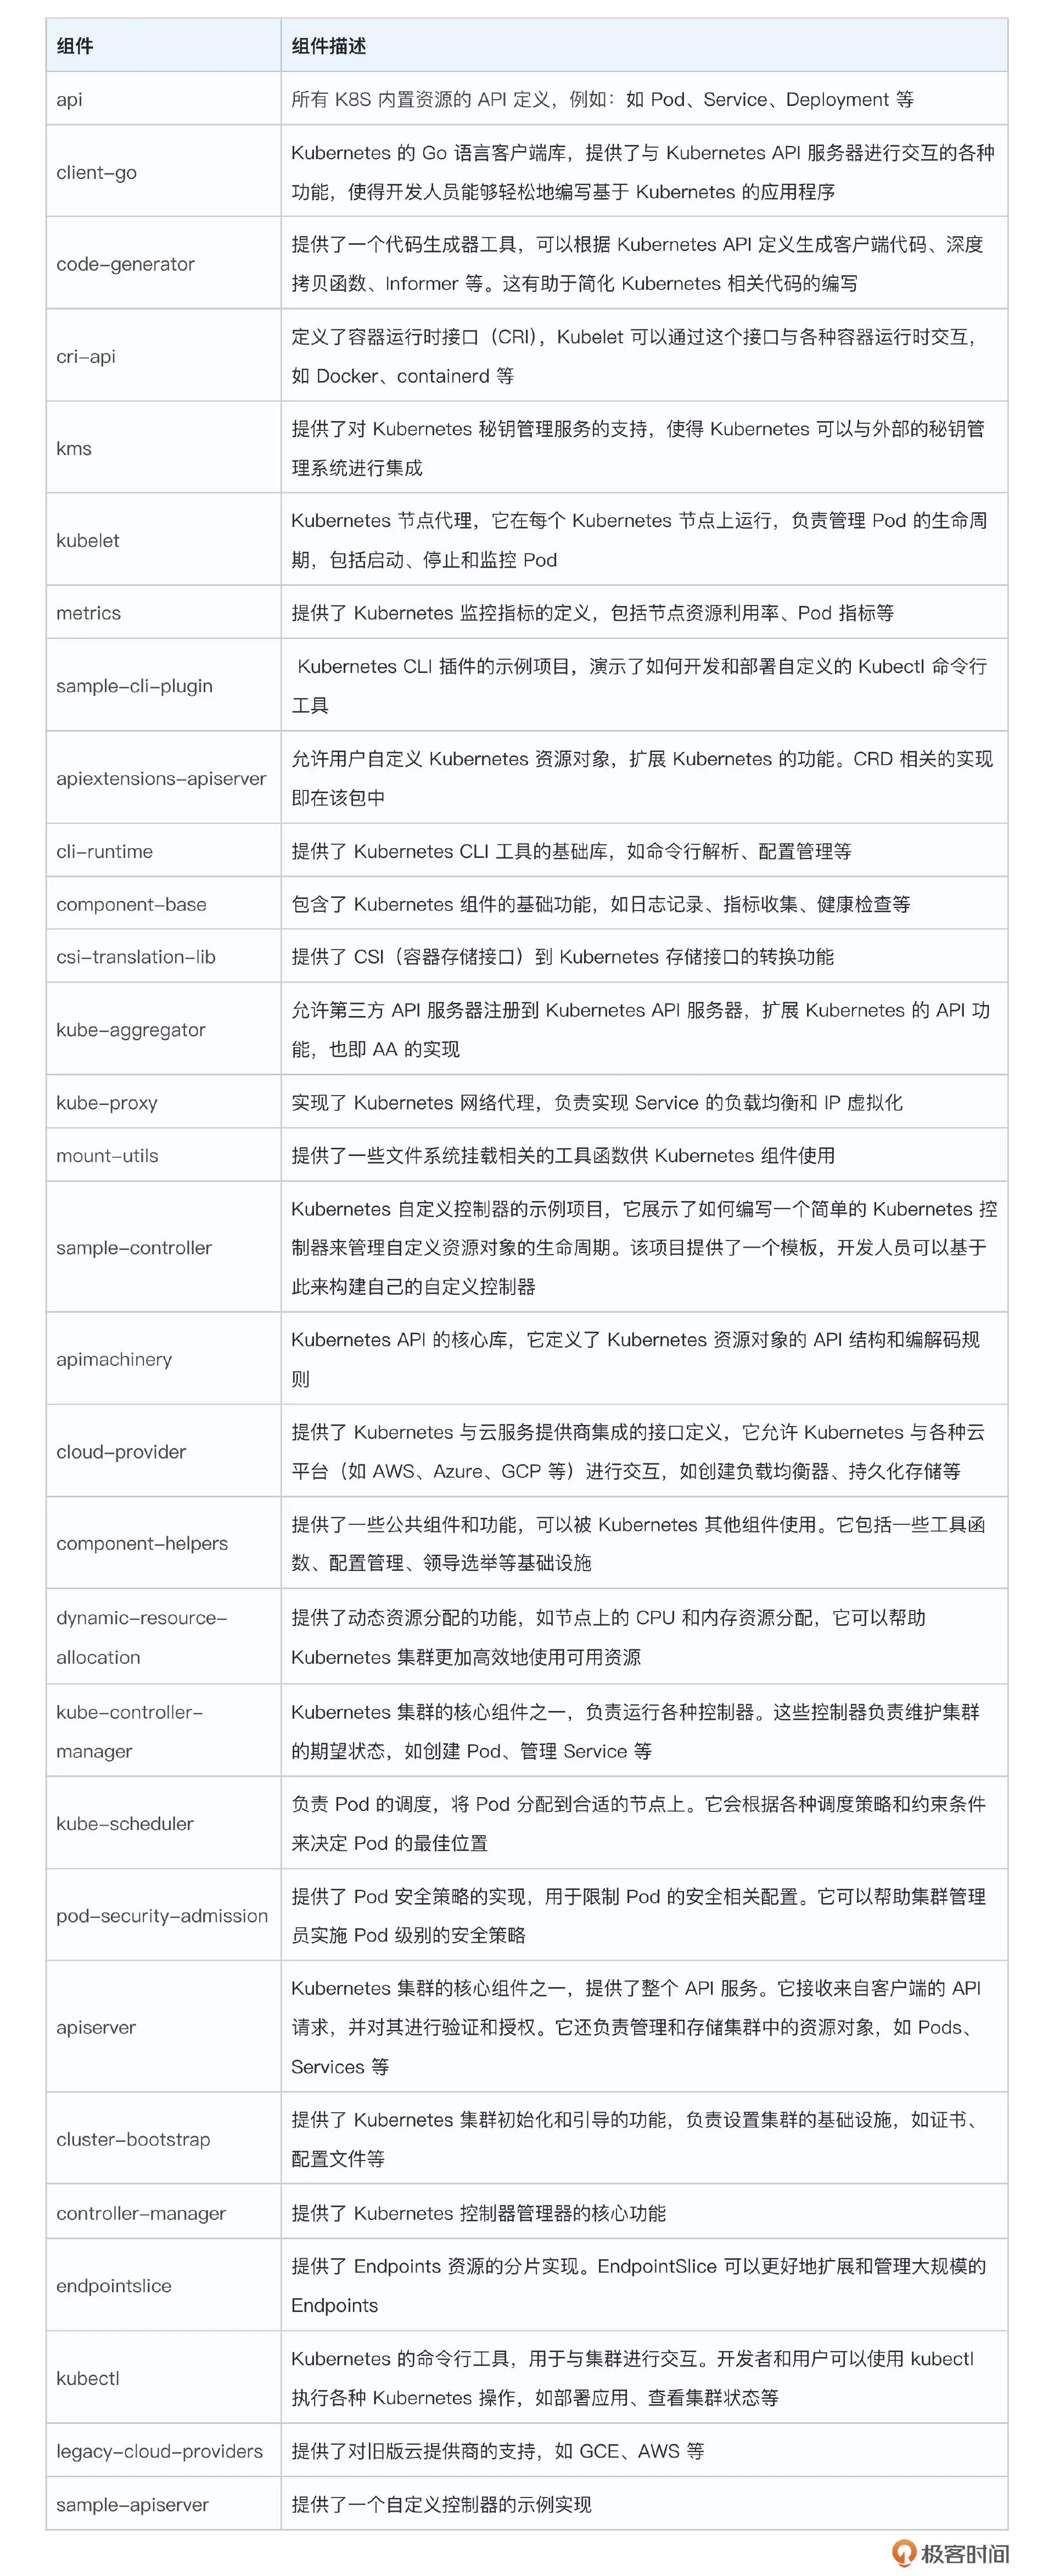 组件 组件描述
api 所有 K8S 内置资源的 API 定义，例如：如 Pod、Service、Deployment 等
client-go Kubernetes 的 Go 语言客户端库，提供了与 Kubernetes API 服务器进行交互的各种
功能，使得开发人员能够轻松地编写基于 Kubernetes 的应用程序
code-generator 提供了一个代码生成器工具，可以根据 Kubernetes API 定义生成客户端代码、深度
拷贝函数、Informer 等。这有助于简化 Kubernetes 相关代码的编写
cri-api 定义了容器运行时接口（CRI），Kubelet 可以通过这个接口与各种容器运行时交互，
如 Docker、containerd 等
kms 提供了对 Kubernetes 秘钥管理服务的支持，使得 Kubernetes 可以与外部的秘钥管
理系统进行集成
kubelet Kubernetes 节点代理，它在每个 Kubernetes 节点上运行，负责管理 Pod 的生命周
期，包括启动、停止和监控 Pod
metrics 提供了 Kubernetes 监控指标的定义，包括节点资源利用率、Pod 指标等
sample-cli-plugin Kubernetes CLI 插件的示例项目，演示了如何开发和部署自定义的 Kubectl 命令行
工具
apiextensions-apiserver 允许用户自定义 Kubernetes 资源对象，扩展 Kubernetes 的功能。CRD 相关的实现
即在该包中
cli-runtime 提供了 Kubernetes CLI 工具的基础库，如命令行解析、配置管理等
component-base 包含了 Kubernetes 组件的基础功能，如日志记录、指标收集、健康检查等
csi-translation-lib 提供了 CSI（容器存储接口）到 Kubernetes 存储接口的转换功能
kube-aggregator 允许第三方 API 服务器注册到 Kubernetes API 服务器，扩展 Kubernetes 的 API 功
能，也即 AA 的实现
kube-proxy 实现了 Kubernetes 网络代理，负责实现 Service 的负载均衡和 IP 虚拟化
mount-utils 提供了一些文件系统挂载相关的工具函数供 Kubernetes 组件使用
sample-controller Kubernetes 自定义控制器的示例项目，它展示了如何编写一个简单的 Kubernetes 控
制器来管理自定义资源对象的生命周期。该项目提供了一个模板，开发人员可以基于
此来构建自己的自定义控制器
apimachinery Kubernetes API 的核心库，它定义了 Kubernetes 资源对象的 API 结构和编解码规
则
cloud-provider 提供了 Kubernetes 与云服务提供商集成的接口定义，它允许 Kubernetes 与各种云
平台（如 AWS、Azure、GCP 等）进行交互，如创建负载均衡器、持久化存储等
component-helpers 提供了一些公共组件和功能，可以被 Kubernetes 其他组件使用。它包括一些工具函
数、配置管理、领导选举等基础设施
dynamic-resource- 提供了动态资源分配的功能，如节点上的 CPU 和内存资源分配，它可以帮助
allocation Kubernetes 集群更加高效地使用可用资源
kube-controller- Kubernetes 集群的核心组件之一，负责运行各种控制器。这些控制器负责维护集群
manager 的期望状态，如创建 Pod、管理 Service 等
kube-scheduler 负责 Pod 的调度，将 Pod 分配到合适的节点上。它会根据各种调度策略和约束条件
来决定 Pod 的最佳位置
pod-security-admission 提供了 Pod 安全策略的实现，用于限制 Pod 的安全相关配置。它可以帮助集群管理
员实施 Pod 级别的安全策略
apiserver Kubernetes 集群的核心组件之一，提供了整个 API 服务。它接收来自客户端的 API
请求，并对其进行验证和授权。它还负责管理和存储集群中的资源对象，如 Pods、
Services 等
cluster-bootstrap 提供了 Kubernetes 集群初始化和引导的功能，负责设置集群的基础设施，如证书、
配置文件等
controller-manager 提供了 Kubernetes 控制器管理器的核心功能
endpointslice 提供了 Endpoints 资源的分片实现。EndpointSlice 可以更好地扩展和管理大规模的
Endpoints
kubectl Kubernetes 的命令行工具，用于与集群进行交互。开发者和用户可以使用 kubectl
执行各种 Kubernetes 操作，如部署应用、查看集群状态等
legacy-cloud-providers 提供了对旧版云提供商的支持，如 GCE、AWS 等
sample-apiserver 提供了一个自定义控制器的示例实现
极客时间